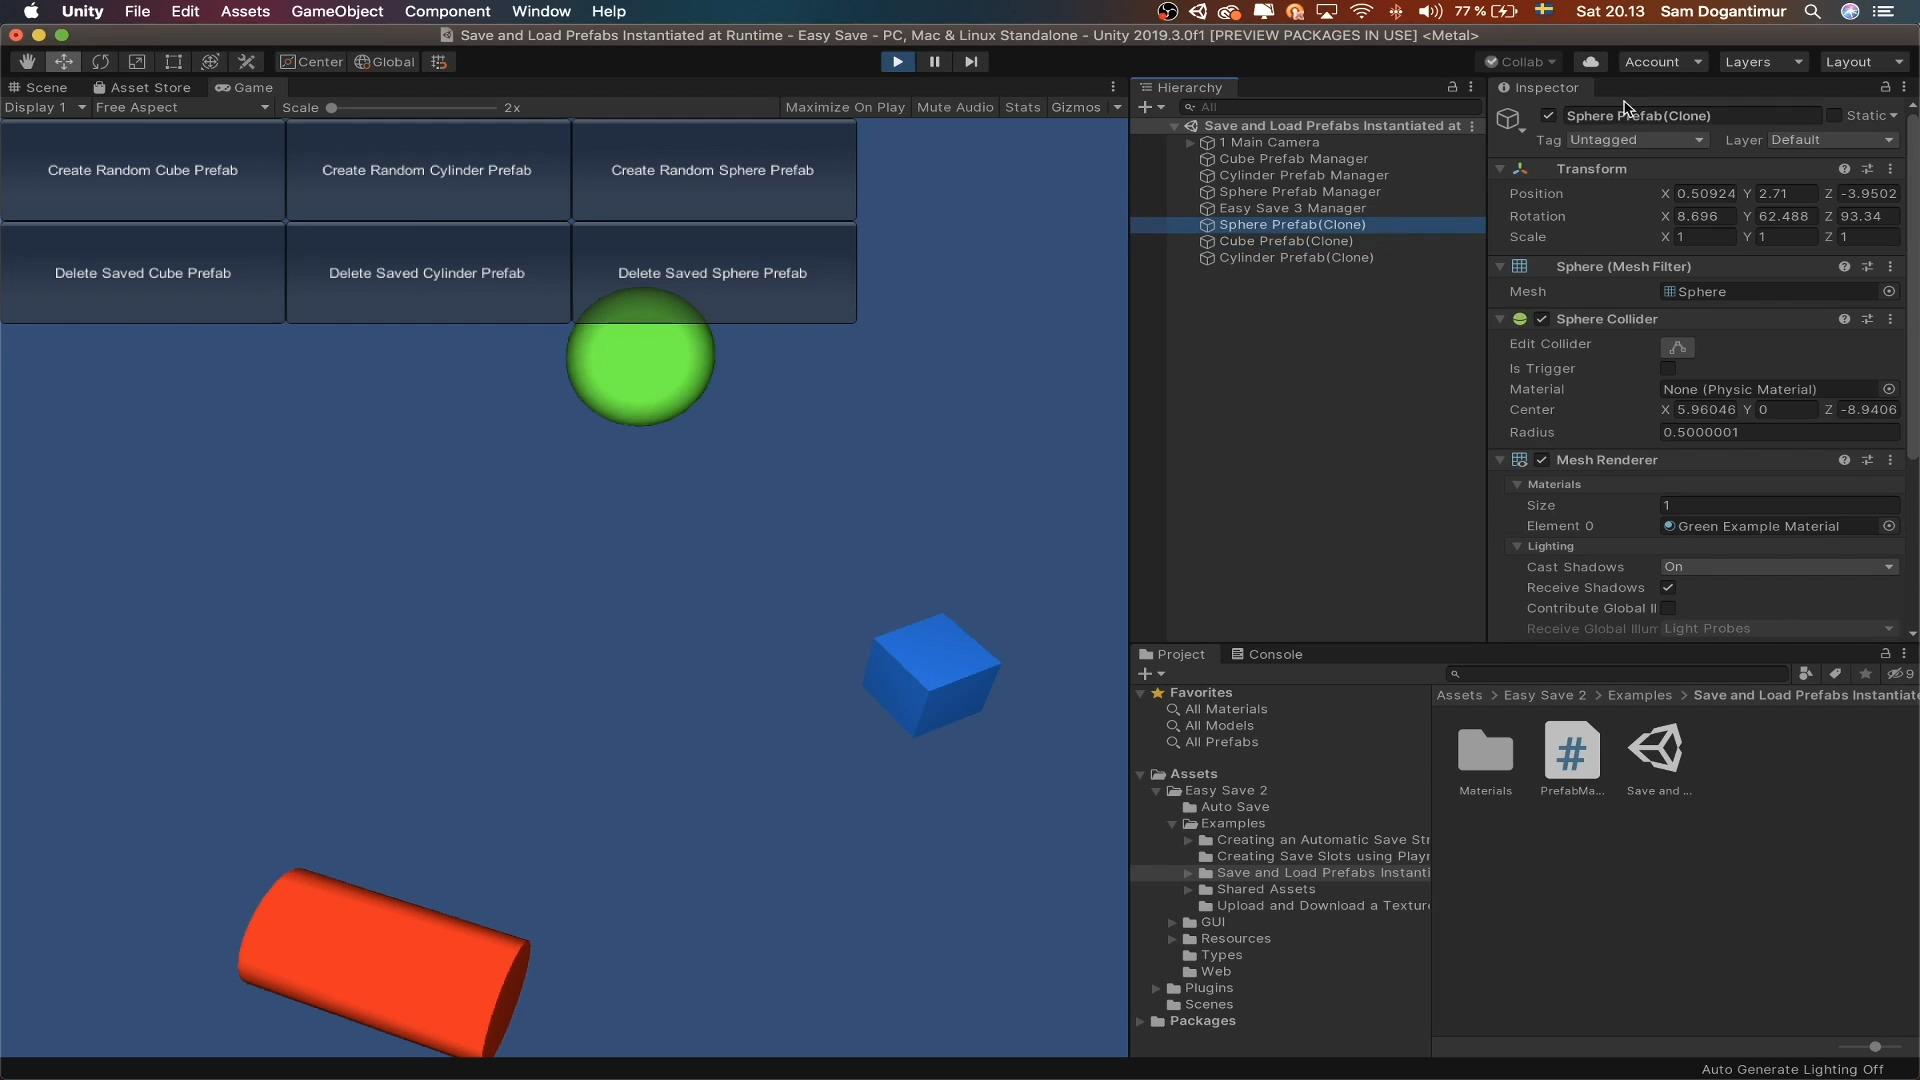 Unity File Edit Assets GameObject Component Window Help 77 % Sat 20.13 Sam Dogantimur
Save and Load Prefabs Instantiated at Runtime - Easy Save - PC, Mac & Linux Standalone - Unity 2019.3.0f1 [PREVIEW PACKAGES IN USE] <Metal>
Center Global Collab Account Layers Layout
Scene Asset Store Game
Display 1 Free Aspect Scale 2x Maximize On Play Mute Audio Stats Gizmos
Create Random Cube Prefab Create Random Cylinder Prefab Create Random Sphere Prefab
Delete Saved Cube Prefab Delete Saved Cylinder Prefab Delete Saved Sphere Prefab
Hierarchy
All
Save and Load Prefabs Instantiated at
1 Main Camera
Cube Prefab Manager
Cylinder Prefab Manager
Sphere Prefab Manager
Easy Save 3 Manager
Sphere Prefab(Clone)
Cube Prefab(Clone)
Cylinder Prefab(Clone)
Inspector
Sphere Prefab(Clone) Static
Tag Untagged Layer Default
Transform
Position X 0.50924 Y 2.71 Z -3.9502
Rotation X 8.696 Y 62.488 Z 93.34
Scale X 1 Y 1 Z 1
Sphere (Mesh Filter)
Mesh Sphere
Sphere Collider
Edit Collider
Is Trigger
Material None (Physic Material)
Center X 5.96046 Y 0 Z -8.9406
Radius 0.5000001
Mesh Renderer
Materials
Size 1
Element 0 Green Example Material
Lighting
Cast Shadows On
Receive Shadows
Contribute Global Il
Receive Global Illum Light Probes
Project Console
9
Favorites
All Materials
All Models
All Prefabs
Assets
Easy Save 2
Auto Save
Examples
Creating an Automatic Save Str
Creating Save Slots using Playr
Save and Load Prefabs Instanti
Shared Assets
Upload and Download a Texture
GUI
Resources
Types
Web
Plugins
Scenes
Packages
Assets > Easy Save 2 > Examples > Save and Load Prefabs Instantiate
Materials PrefabMa... Save and ...
Auto Generate Lighting Off